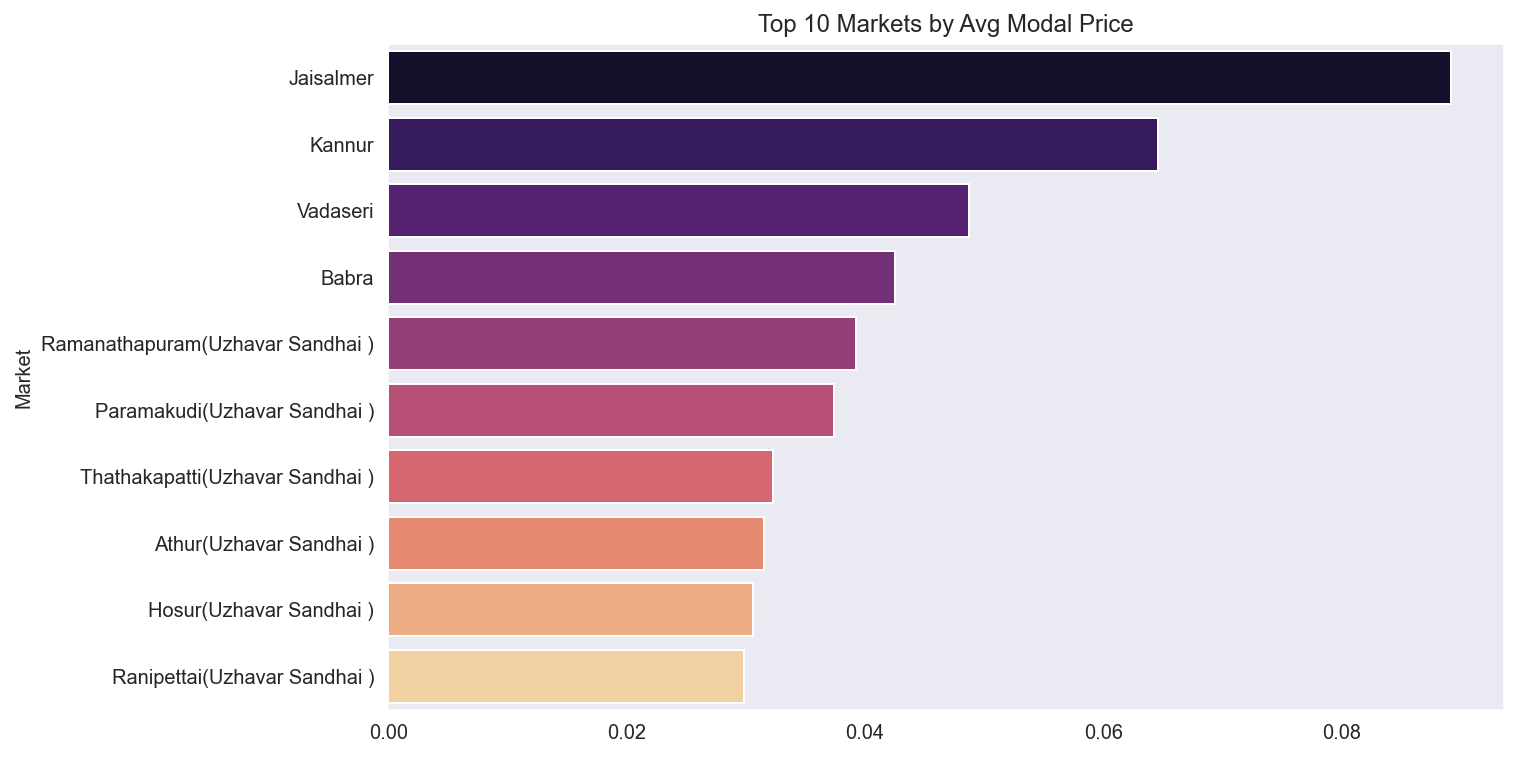 Top 10 Markets by Avg Modal Price
Jaisalmer
Kannur
Vadaseri
Babra
Ramanathapuram(Uzhavar Sandhai )
Paramakudi(Uzhavar Sandhai )
Thathakapatti(Uzhavar Sandhai )
Athur(Uzhavar Sandhai )
Hosur(Uzhavar Sandhai )
Ranipettai(Uzhavar Sandhai )
Market
0.00 0.02 0.04 0.06 0.08